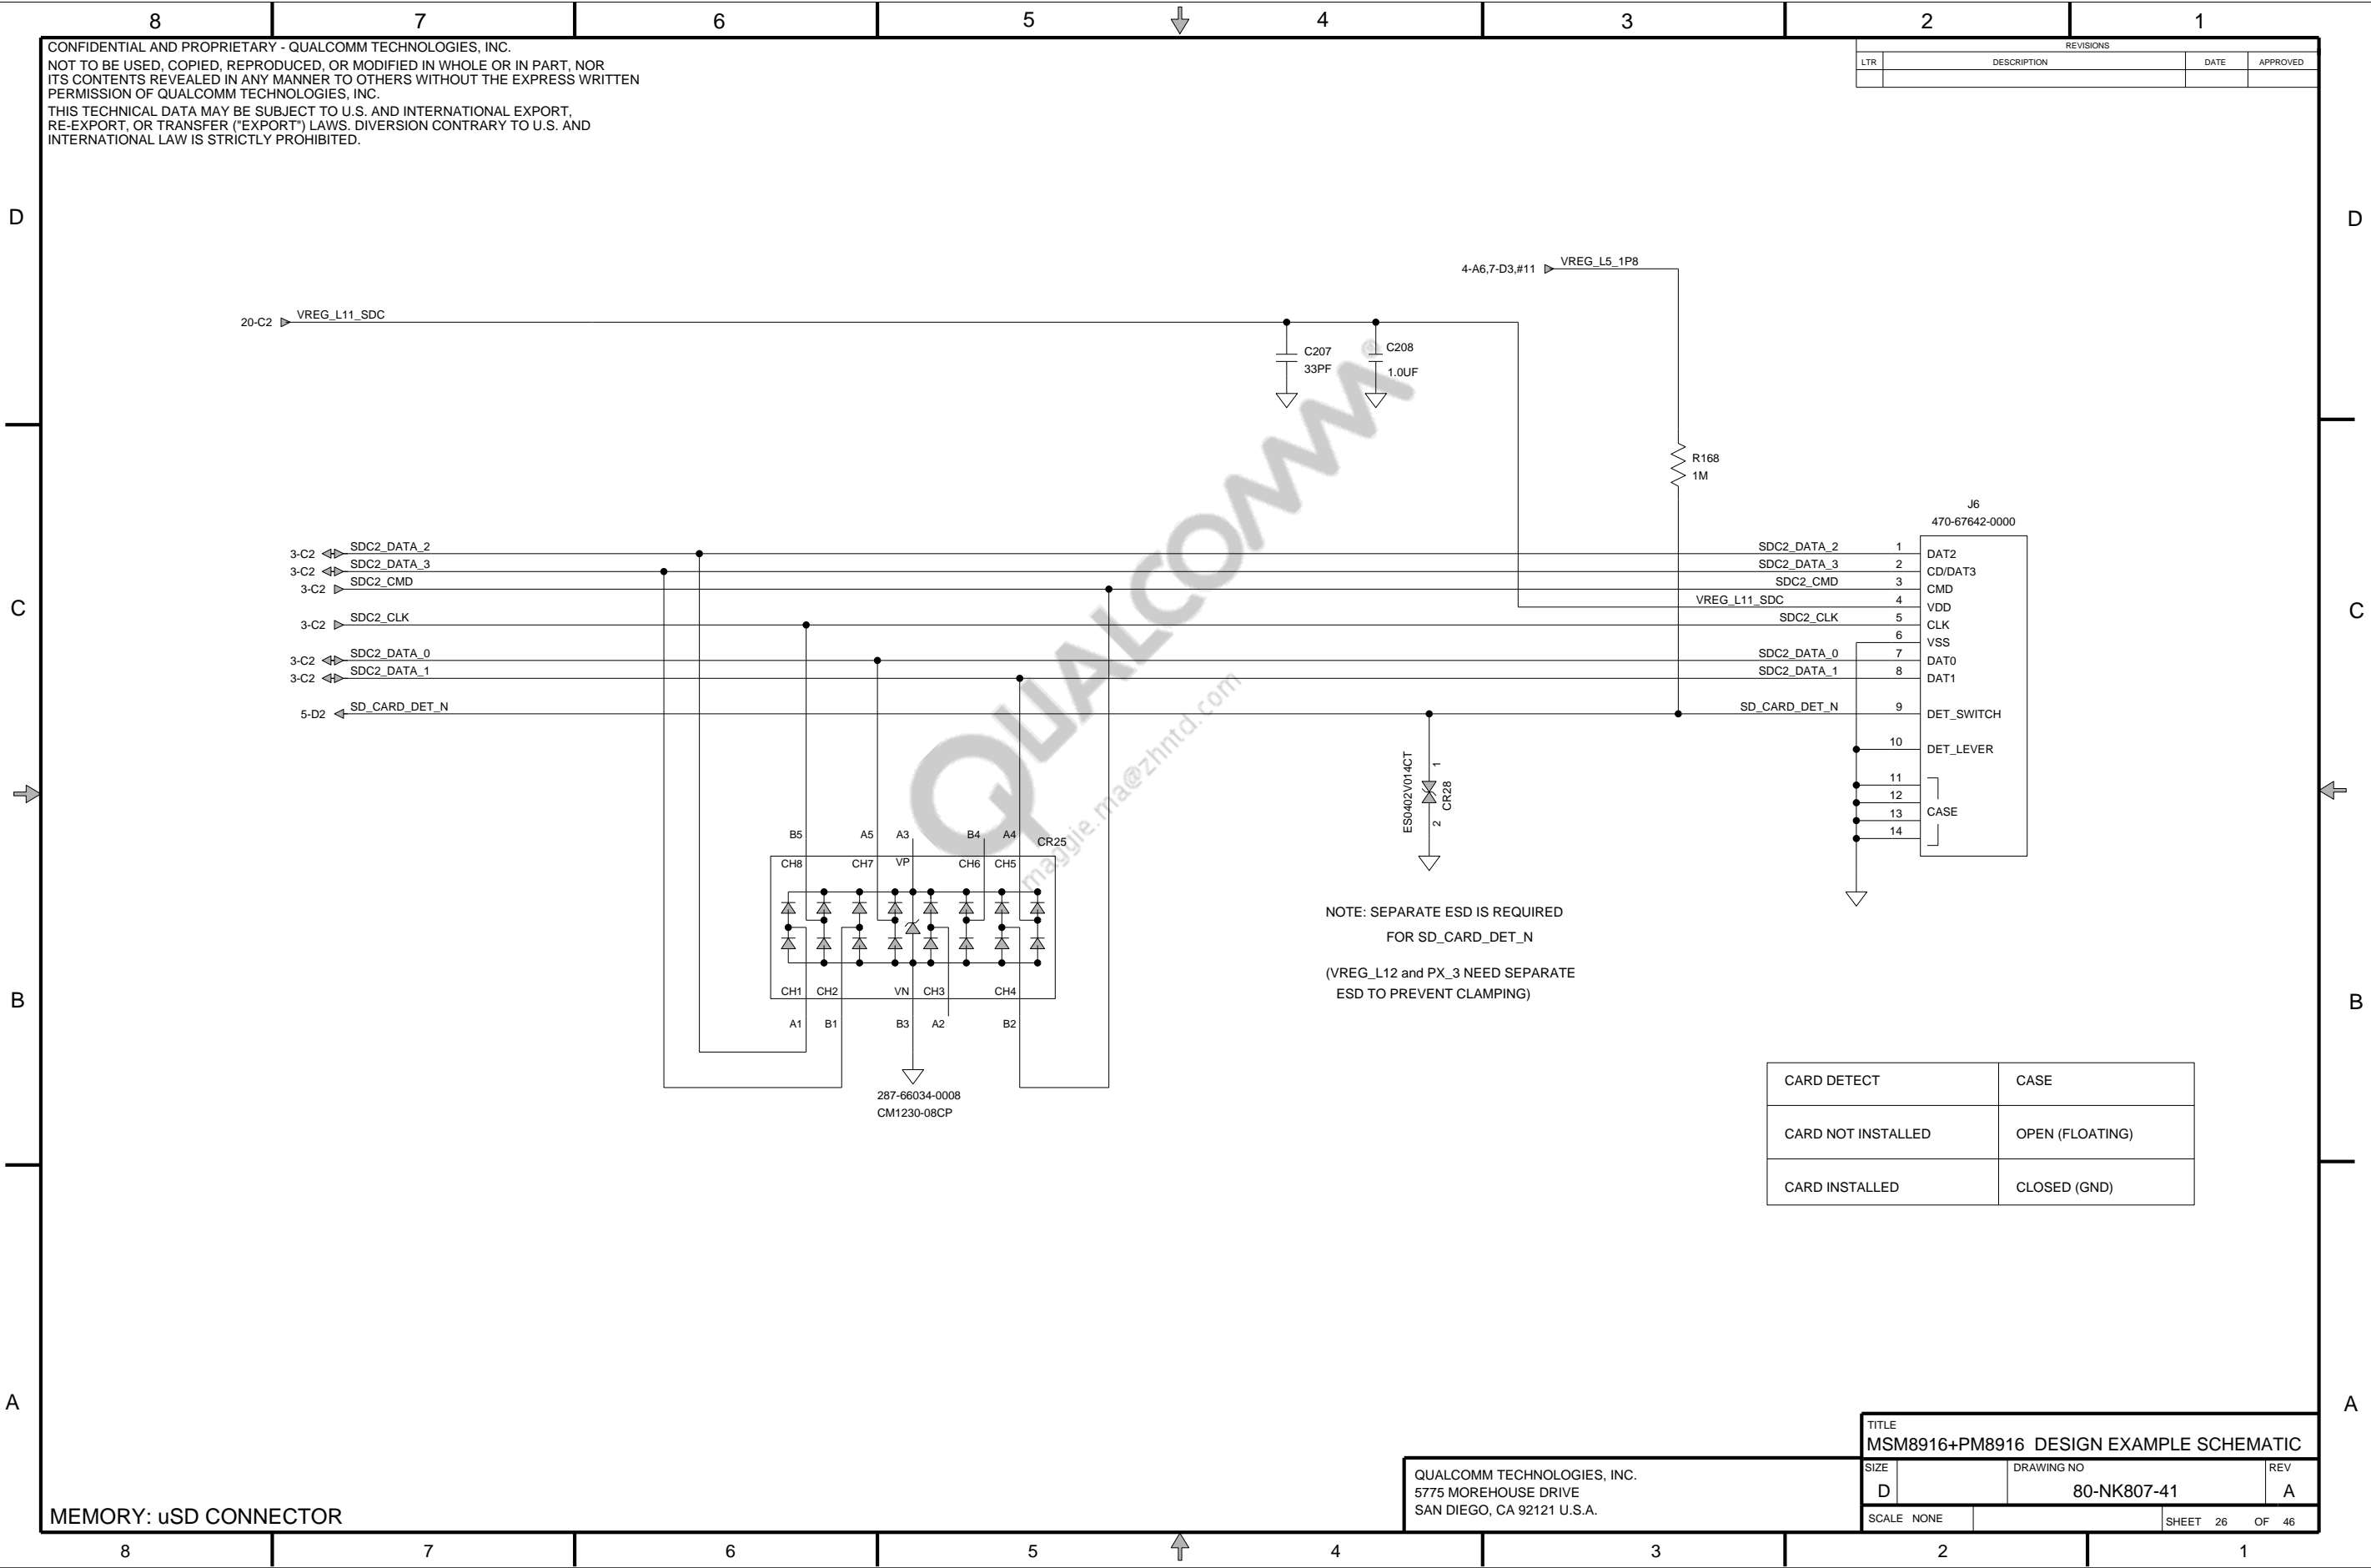 8 7 6 5 4 3 2 1
CONFIDENTIAL AND PROPRIETARY - QUALCOMM TECHNOLOGIES, INC.
NOT TO BE USED, COPIED, REPRODUCED, OR MODIFIED IN WHOLE OR IN PART, NOR
ITS CONTENTS REVEALED IN ANY MANNER TO OTHERS WITHOUT THE EXPRESS WRITTEN
PERMISSION OF QUALCOMM TECHNOLOGIES, INC.
THIS TECHNICAL DATA MAY BE SUBJECT TO U.S. AND INTERNATIONAL EXPORT,
RE-EXPORT, OR TRANSFER ("EXPORT") LAWS. DIVERSION CONTRARY TO U.S. AND
INTERNATIONAL LAW IS STRICTLY PROHIBITED.
REVISIONS
LTR DESCRIPTION DATE APPROVED
D D
4-A6,7-D3,#11 VREG_L5_1P8
20-C2 VREG_L11_SDC
C207
33PF
C208
1.0UF
R168
1M
J6
470-67642-0000
3-C2 SDC2_DATA_2 SDC2_DATA_2 1 DAT2
3-C2 SDC2_DATA_3 SDC2_DATA_3 2 CD/DAT3
3-C2 SDC2_CMD SDC2_CMD 3 CMD
VREG_L11_SDC 4 VDD
C C
3-C2 SDC2_CLK SDC2_CLK 5 CLK
6 VSS
3-C2 SDC2_DATA_0 SDC2_DATA_0 7 DAT0
3-C2 SDC2_DATA_1 SDC2_DATA_1 8 DAT1
5-D2 SD_CARD_DET_N SD_CARD_DET_N 9 DET_SWITCH
10 DET_LEVER
11
12
13 CASE
14
QUALCOMM®
maggie.ma@zhntd.com
ES0402V014CT
1
2
CR28
B5 A5 A3 B4 A4 CR25
CH8 CH7 VP CH6 CH5
CH1 CH2 VN CH3 CH4
A1 B1 B3 A2 B2
287-66034-0008
CM1230-08CP
NOTE: SEPARATE ESD IS REQUIRED
FOR SD_CARD_DET_N
(VREG_L12 and PX_3 NEED SEPARATE
ESD TO PREVENT CLAMPING)
B B
CARD DETECT CASE
CARD NOT INSTALLED OPEN (FLOATING)
CARD INSTALLED CLOSED (GND)
A A
TITLE
MSM8916+PM8916 DESIGN EXAMPLE SCHEMATIC
QUALCOMM TECHNOLOGIES, INC.
5775 MOREHOUSE DRIVE
SAN DIEGO, CA 92121 U.S.A.
SIZE DRAWING NO REV
D 80-NK807-41 A
SCALE NONE SHEET 26 OF 46
MEMORY: uSD CONNECTOR
8 7 6 5 4 3 2 1